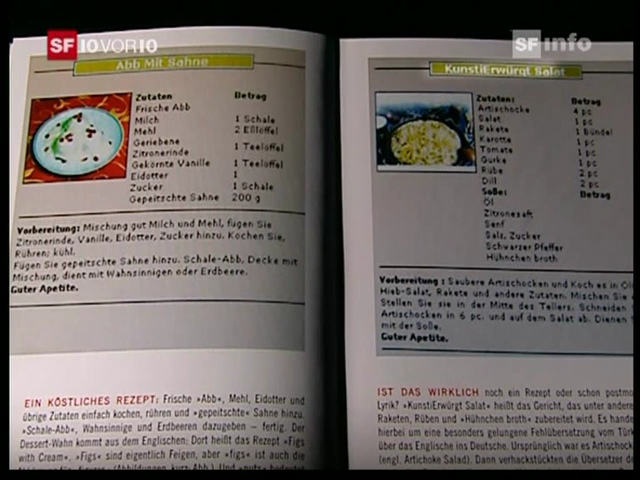 SF 10VOR10
SF info
Abb Mit Sahne
Zutaten Betrag
Frische Abb
Milch 1 Schale
Mehl 2 Eßlöffel
Geriebene
Zitronerinde 1 Teelöffel
Gekörnte Vanille 1 Teelöffel
Eidotter 1
Zucker 1 Schale
Gepeitschte Sahne 200 g
Vorbereitung: Mischung gut Milch und Mehl, fügen Sie
Zitronerinde, Vanille, Eidotter, Zucker hinzu. Kochen Sie,
Rühren; kühl.
Fügen Sie gepeitschte Sahne hinzu. Schale-Abb, Decke mit
Mischung, dient mit Wahnsinnigen oder Erdbeere.
Guter Apetite.
EIN KÖSTLICHES REZEPT: Frische »Abb«, Mehl, Eidotter und
übrige Zutaten einfach kochen, rühren und »gepeitschte« Sahne hinzu.
»Schale-Abb«, Wahnsinnige und Erdbeeren dazugeben – fertig. Der
Dessert-Wahn kommt aus dem Englischen: Dort heißt das Rezept »Figs
with Cream«. »Figs« sind eigentlich Feigen, aber »figs« ist auch die
KunstiErwürgt Salat
Zutaten: Betrag
Artischocke 4 pc
Salat 1 pc
Rakete 1 Bündel
Karotte 1 pc
Tomate 1 pc
Gurke 1 pc
Rübe 2 pc
Dill 2 pc
Soße: Betrag
Öl
Zitronesaft
Senf
Salz, Zucker
Schwarzer Pfeffer
Hühnchen broth
Vorbereitung : Saubere Artischocken und Koch es in Öl
Hieb-Salat, Rakete und andere Zutaten. Mischen Sie
Stellen sie sie in der Mitte des Tellers. Schneiden
Artischocken in 6 pc. und auf dem Salat ab. Dienen
mit der Soße.
Guter Apetite.
IST DAS WIRKLICH noch ein Rezept oder schon postmo
Lyrik? »KunstiErwürgt Salat« heißt das Gericht, das unter andere
Raketen, Rüben und »Hühnchen broth« zubereitet wird. Es hande
hierbei um eine besonders gelungene Fehlübersetzung vom Türk
über das Englische ins Deutsche. Ursprünglich war es Artischo
(engl. Artichoke Salad). Dann verhackstückten die Übersetzer de